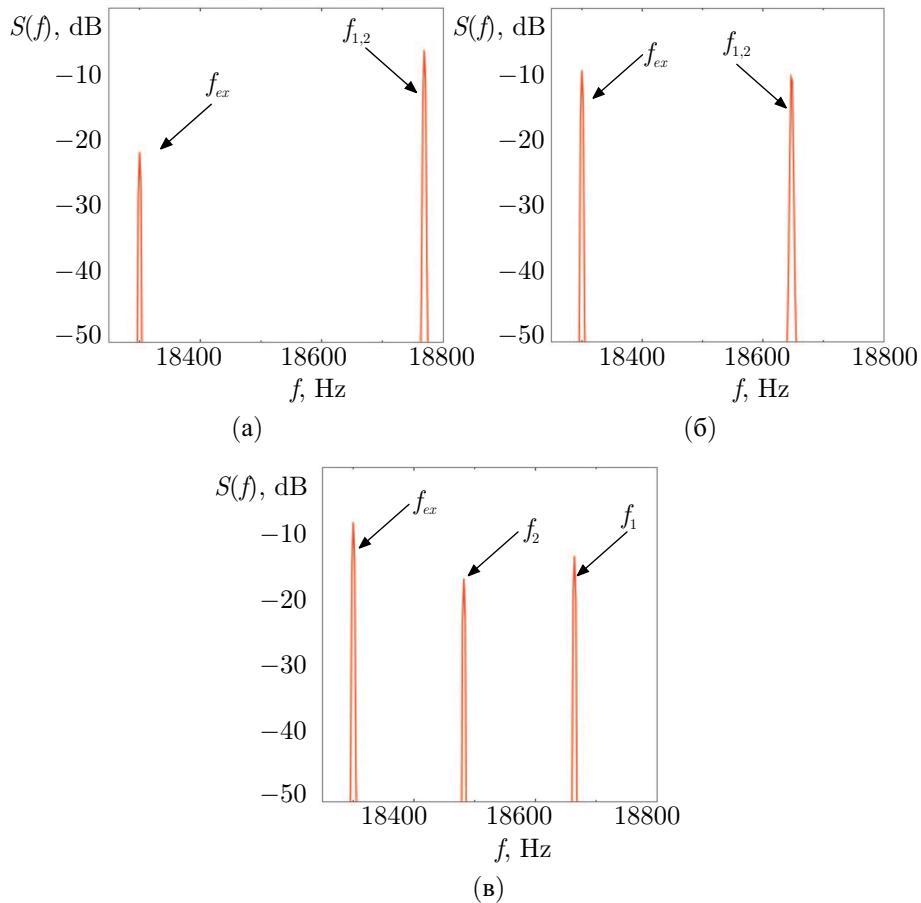 S(f), dB
−10
−20
−30
−40
−50
f_ex
f_1,2
18400 18600 18800
f, Hz
(а)
S(f), dB
−10
−20
−30
−40
−50
f_ex
f_1,2
18400 18600 18800
f, Hz
(б)
S(f), dB
−10
−20
−30
−40
−50
f_ex
f_2
f_1
18400 18600 18800
f, Hz
(в)